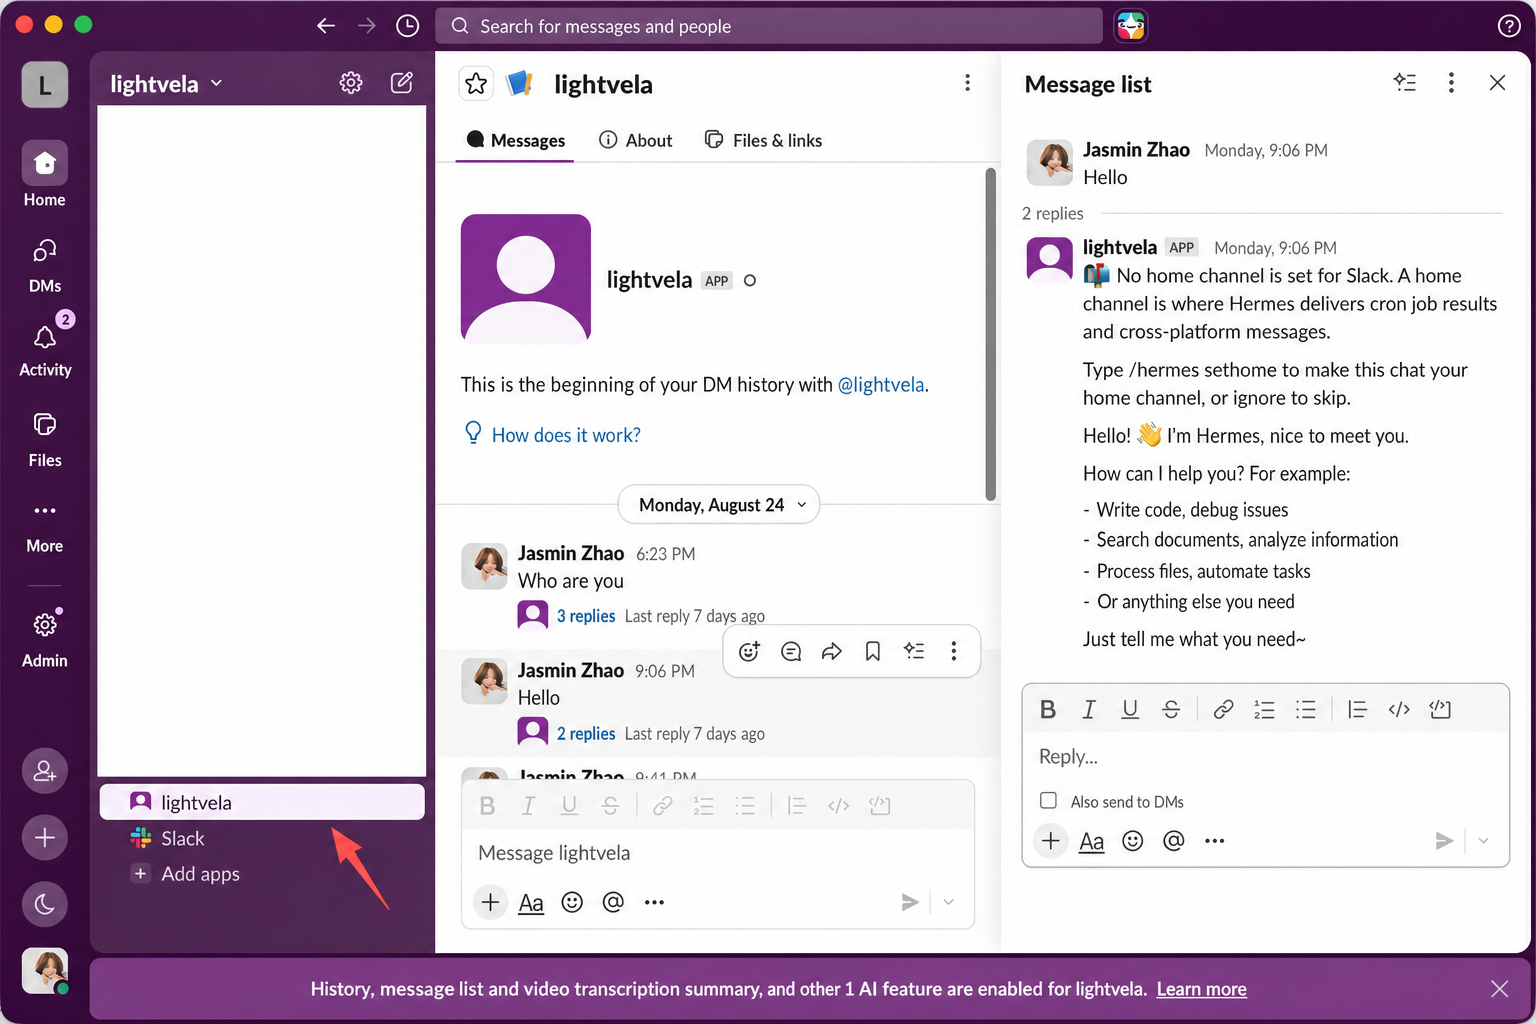 Search for messages and people
L
lightvela
Home
DMs
2
Activity
Files
More
Admin
lightvela
Slack
Add apps
lightvela
Messages
About
Files & links
lightvela APP
This is the beginning of your DM history with @lightvela.
How does it work?
Monday, August 24
Jasmin Zhao 6:23 PM
Who are you
3 replies Last reply 7 days ago
Jasmin Zhao 9:06 PM
Hello
2 replies Last reply 7 days ago
Jasmin Zhao 9:41 PM
Message lightvela
Aa
Message list
Jasmin Zhao Monday, 9:06 PM
Hello
2 replies
lightvela APP Monday, 9:06 PM
No home channel is set for Slack. A home
channel is where Hermes delivers cron job results
and cross-platform messages.
Type /hermes sethome to make this chat your
home channel, or ignore to skip.
Hello! 👋 I'm Hermes, nice to meet you.
How can I help you? For example:
- Write code, debug issues
- Search documents, analyze information
- Process files, automate tasks
- Or anything else you need
Just tell me what you need~
Reply...
Also send to DMs
Aa
History, message list and video transcription summary, and other 1 AI feature are enabled for lightvela. Learn more